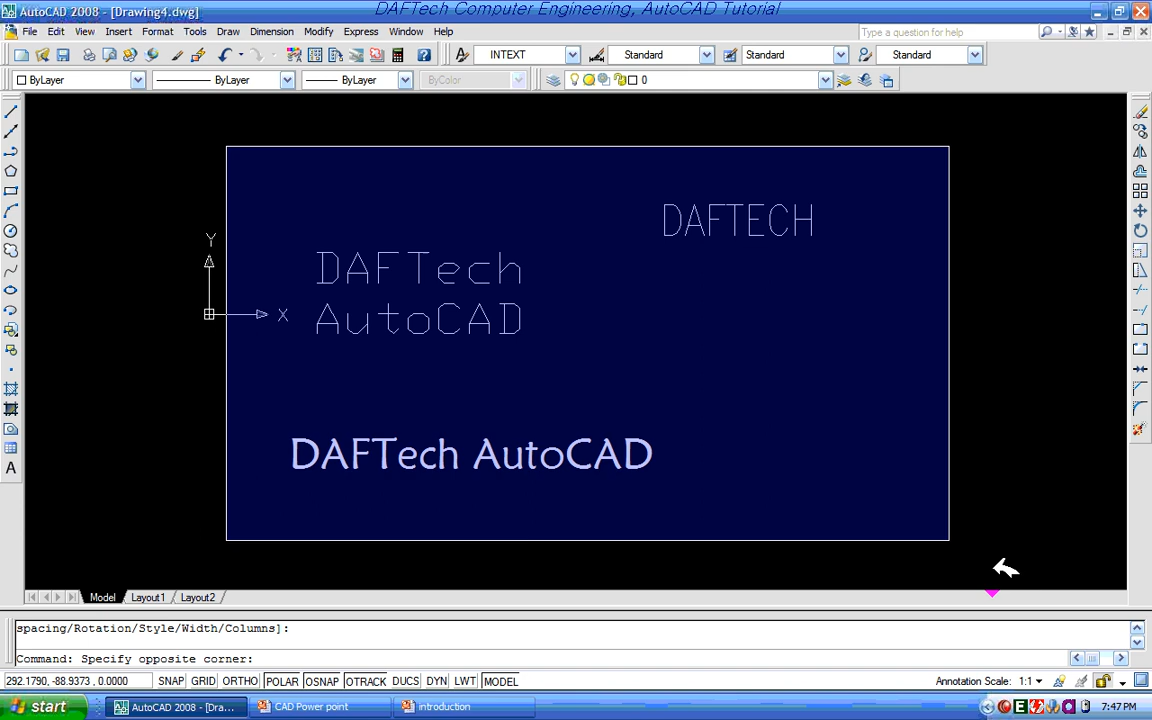 DAFTech Computer Engineering, AutoCAD Tutorial
AutoCAD 2008 - [Drawing4.dwg]
File Edit View Insert Format Tools Draw Dimension Modify Express Window Help
Type a question for help
INTEXT Standard Standard Standard
ByLayer ByLayer ByLayer ByColor 0
DAFTECH
Y
DAFTech
X
AutoCAD
DAFTech AutoCAD
A
Model Layout1 Layout2
spacing/Rotation/Style/Width/Columns]:
Command: Specify opposite corner:
292.1790, -88.9373 , 0.0000 SNAP GRID ORTHO POLAR OSNAP OTRACK DUCS DYN LWT MODEL Annotation Scale: 1:1
start AutoCAD 2008 - [Dra... CAD Power point introduction 7:47 PM